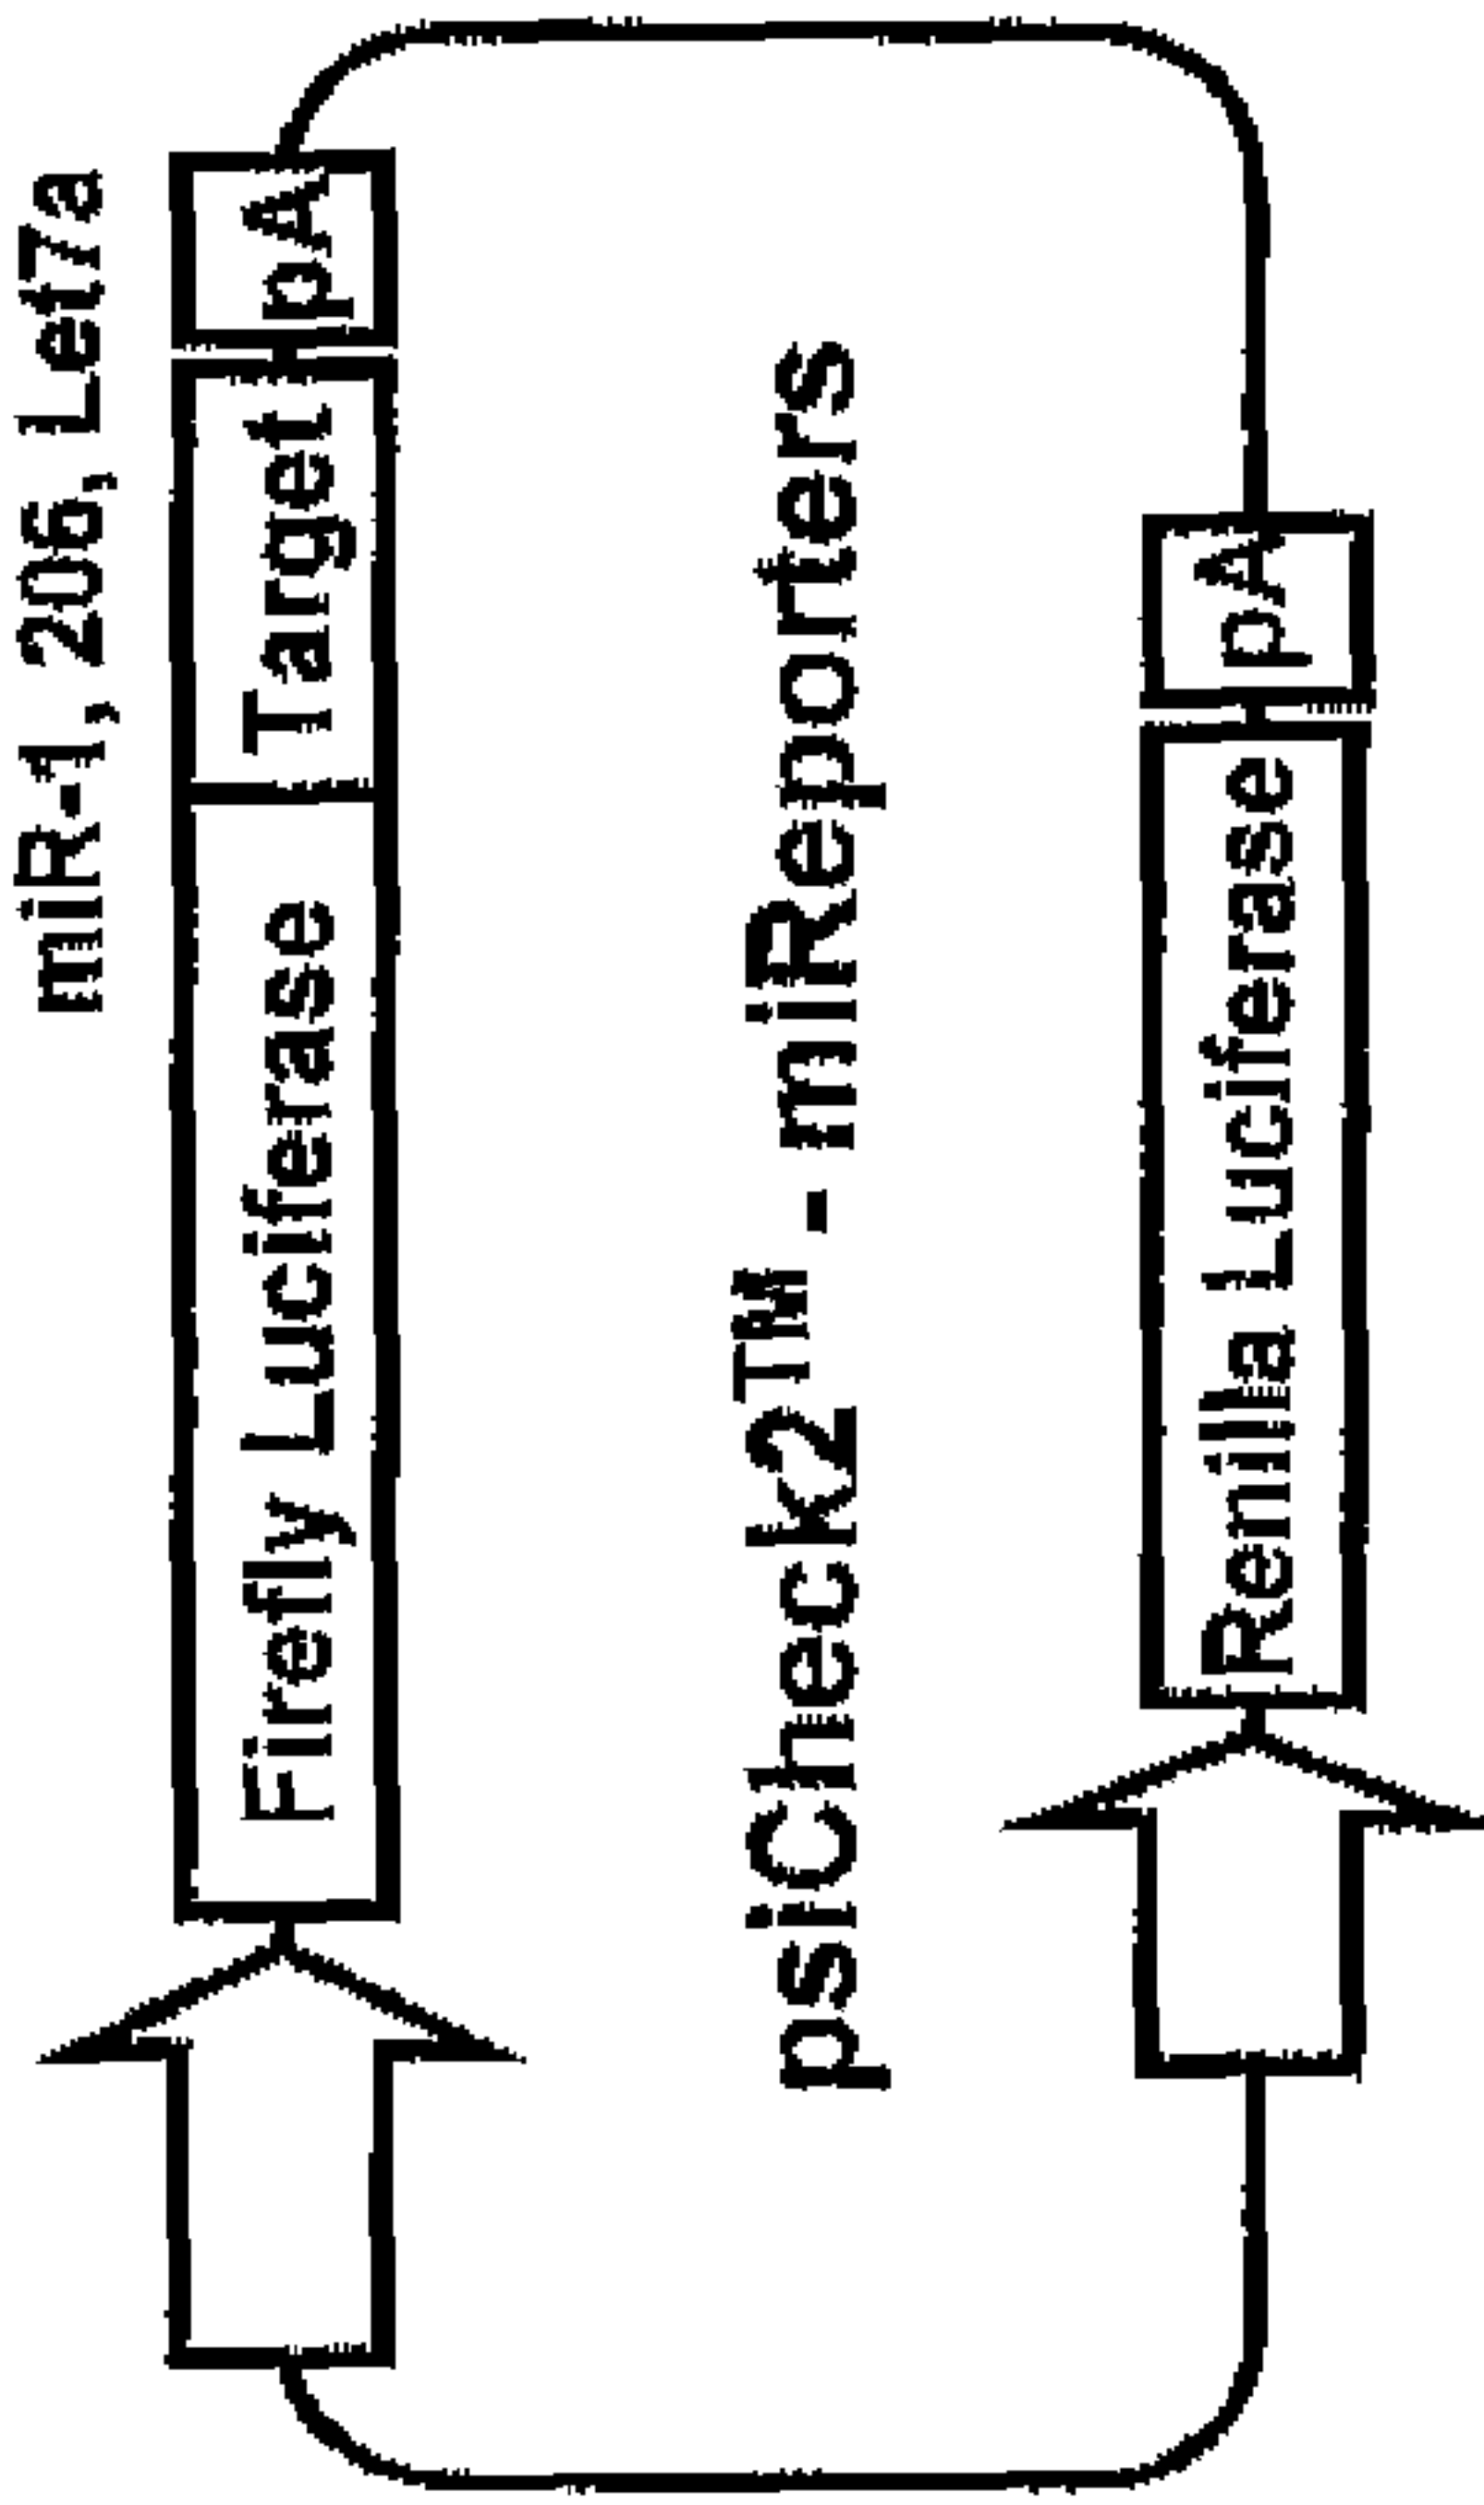 miR-1, 206, Let7a
Firefly Luciferase
Target
pA
psiCheck2™ - miReporters
Renilla Luciferase
pA